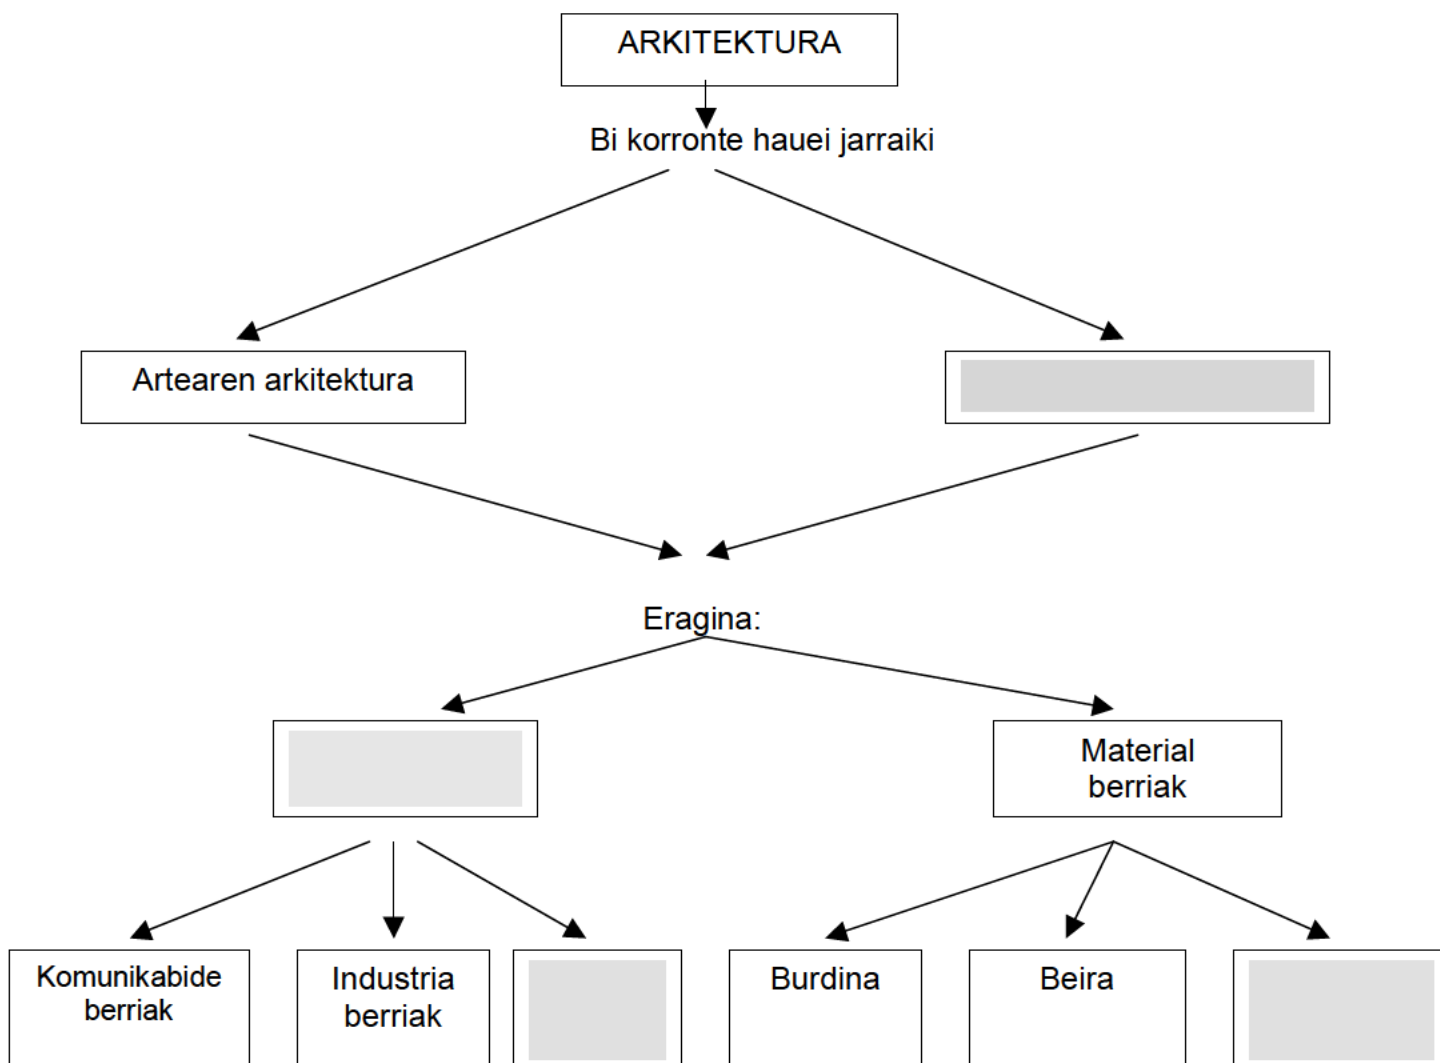 ARKITEKTURA
Bi korronte hauei jarraiki
Artearen arkitektura
Eragina:
Material
berriak
Komunikabide
berriak
Industria
berriak
Burdina
Beira